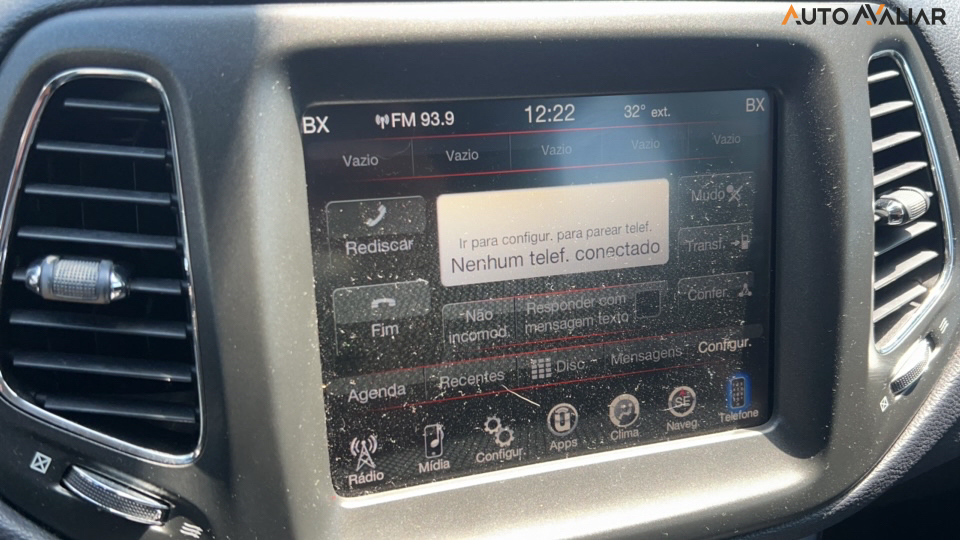 AUTOAVALIAR
BX FM 93.9 12:22 32° ext. BX
Vazio Vazio Vazio Vazio Vazio
Rediscar
Ir para configur. para parear telef.
Nenhum telef. conectado
Mudo
Transf.
Confer.
Fim
Não incomod.
Responder com
mensagem texto
Agenda Recentes Disc. Mensagens Configur.
Rádio Mídia Configur. Apps Clima SE Naveg. Telefone